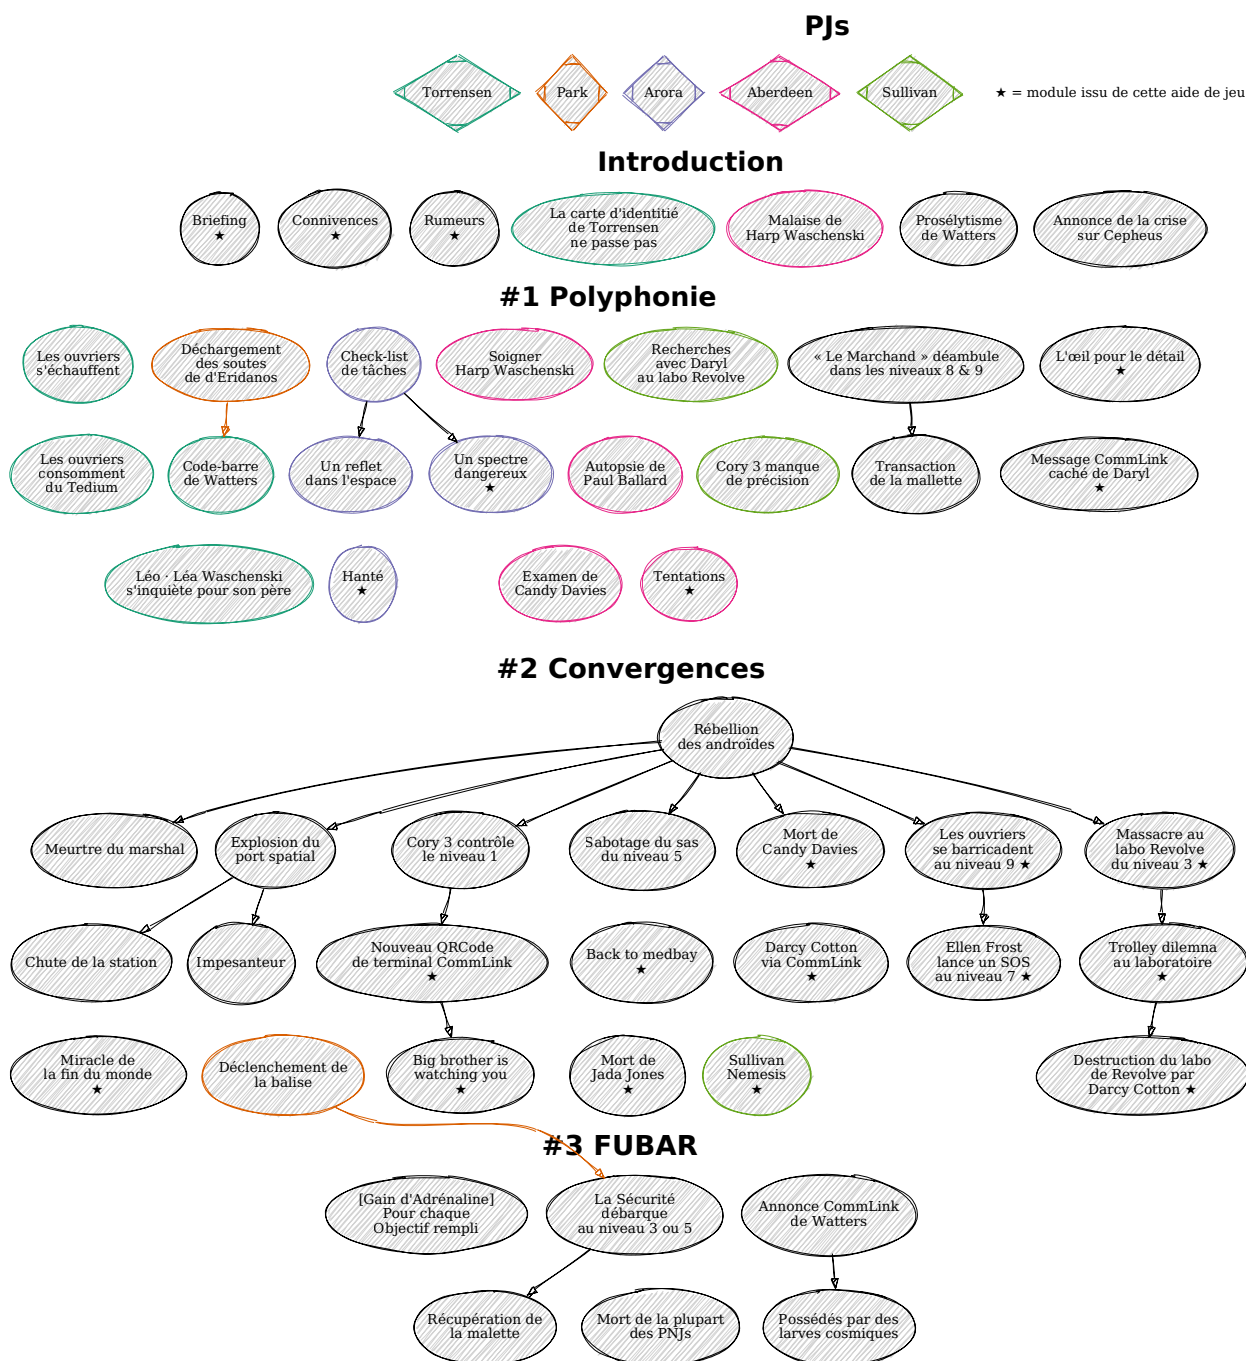 PJs
Torrensen
Park
Arora
Aberdeen
Sullivan
★ = module issu de cette aide de jeu
Introduction
Briefing
★
Connivences
★
Rumeurs
★
La carte d'identitié
de Torrensen
ne passe pas
Malaise de
Harp Waschenski
Prosélytisme
de Watters
Annonce de la crise
sur Cepheus
#1 Polyphonie
Les ouvriers
s'échauffent
Déchargement
des soutes
de d'Eridanos
Check-list
de tâches
Soigner
Harp Waschenski
Recherches
avec Daryl
au labo Revolve
« Le Marchand » déambule
dans les niveaux 8 & 9
L'œil pour le détail
★
Les ouvriers
consomment
du Tedium
Code-barre
de Watters
Un reflet
dans l'espace
Un spectre
dangereux
★
Autopsie de
Paul Ballard
Cory 3 manque
de précision
Transaction
de la mallette
Message CommLink
caché de Daryl
★
Léo · Léa Waschenski
s'inquiète pour son père
Hanté
★
Examen de
Candy Davies
Tentations
★
#2 Convergences
Rébellion
des androïdes
Meurtre du marshal
Explosion du
port spatial
Cory 3 contrôle
le niveau 1
Sabotage du sas
du niveau 5
Mort de
Candy Davies
★
Les ouvriers
se barricadent
au niveau 9 ★
Massacre au
labo Revolve
du niveau 3 ★
Chute de la station
Impesanteur
Nouveau QRCode
de terminal CommLink
★
Back to medbay
★
Darcy Cotton
via CommLink
★
Ellen Frost
lance un SOS
au niveau 7 ★
Trolley dilemna
au laboratoire
★
Miracle de
la fin du monde
★
Déclenchement de
la balise
Big brother is
watching you
★
Mort de
Jada Jones
★
Sullivan
Nemesis
★
Destruction du labo
de Revolve par
Darcy Cotton ★
#3 FUBAR
[Gain d'Adrénaline]
Pour chaque
Objectif rempli
La Sécurité
débarque
au niveau 3 ou 5
Annonce CommLink
de Watters
Récupération de
la malette
Mort de la plupart
des PNJs
Possédés par des
larves cosmiques